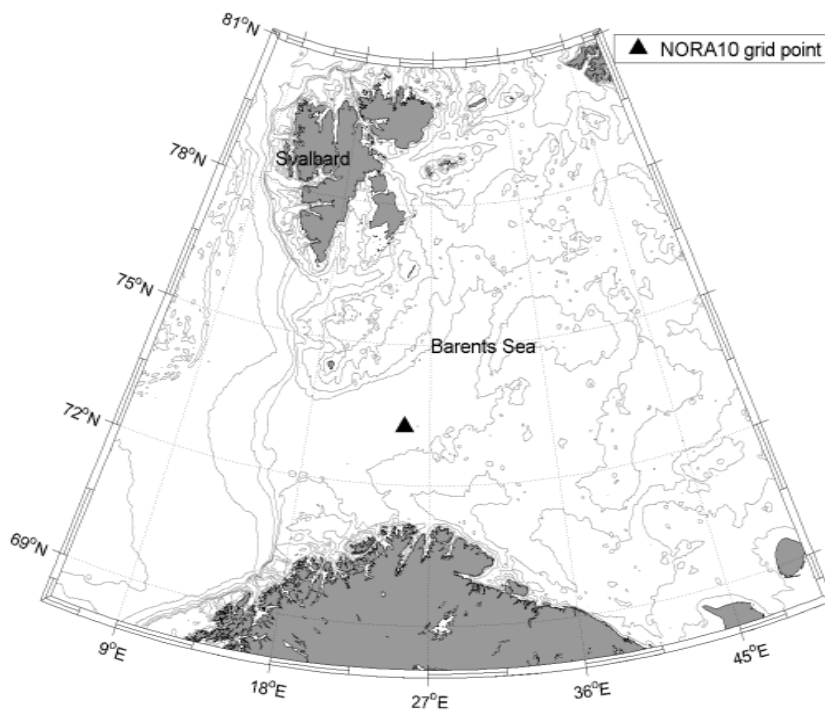 81°N
▲ NORA10 grid point
78°N
Svalbard
75°N
Barents Sea
72°N
69°N
9°E
18°E
27°E
36°E
45°E